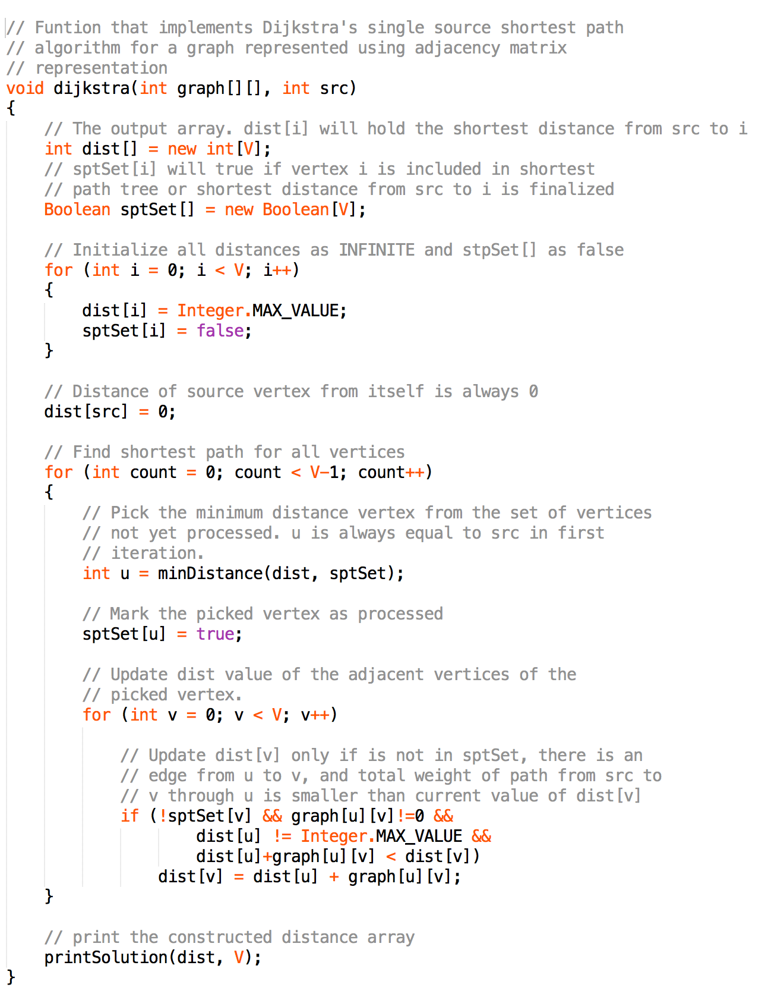 // Funtion that implements Dijkstra's single source shortest path
// algorithm for a graph represented using adjacency matrix
// representation
void dijkstra(int graph[][], int src)
{
    // The output array. dist[i] will hold the shortest distance from src to i
    int dist[] = new int[V];
    // sptSet[i] will true if vertex i is included in shortest
    // path tree or shortest distance from src to i is finalized
    Boolean sptSet[] = new Boolean[V];

    // Initialize all distances as INFINITE and stpSet[] as false
    for (int i = 0; i < V; i++)
    {
        dist[i] = Integer.MAX_VALUE;
        sptSet[i] = false;
    }

    // Distance of source vertex from itself is always 0
    dist[src] = 0;

    // Find shortest path for all vertices
    for (int count = 0; count < V-1; count++)
    {
        // Pick the minimum distance vertex from the set of vertices
        // not yet processed. u is always equal to src in first
        // iteration.
        int u = minDistance(dist, sptSet);

        // Mark the picked vertex as processed
        sptSet[u] = true;

        // Update dist value of the adjacent vertices of the
        // picked vertex.
        for (int v = 0; v < V; v++)

            // Update dist[v] only if is not in sptSet, there is an
            // edge from u to v, and total weight of path from src to
            // v through u is smaller than current value of dist[v]
            if (!sptSet[v] && graph[u][v]!=0 &&
                    dist[u] != Integer.MAX_VALUE &&
                    dist[u]+graph[u][v] < dist[v])
                dist[v] = dist[u] + graph[u][v];
    }

    // print the constructed distance array
    printSolution(dist, V);
}